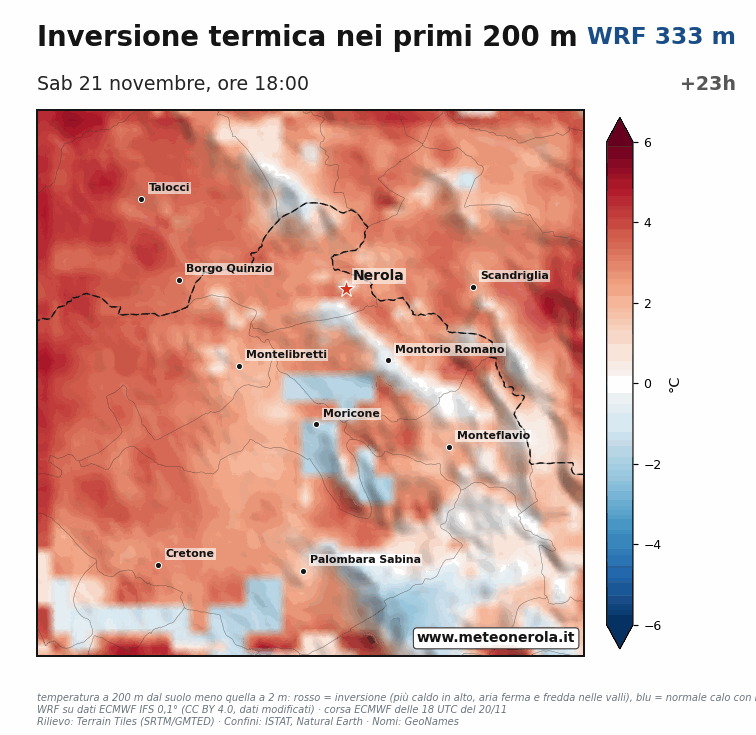 Inversione termica nei primi 200 m WRF 333 m
Sab 21 novembre, ore 18:00 +23h
Talocci
Borgo Quinzio
Nerola
Scandriglia
Montelibretti
Montorio Romano
Moricone
Monteflavio
Cretone
Palombara Sabina
www.meteonerola.it
6
4
2
0
−2
−4
−6
°C
temperatura a 200 m dal suolo meno quella a 2 m: rosso = inversione (più caldo in alto, aria ferma e fredda nelle valli), blu = normale calo con
WRF su dati ECMWF IFS 0,1° (CC BY 4.0, dati modificati) · corsa ECMWF delle 18 UTC del 20/11
Rilievo: Terrain Tiles (SRTM/GMTED) · Confini: ISTAT, Natural Earth · Nomi: GeoNames